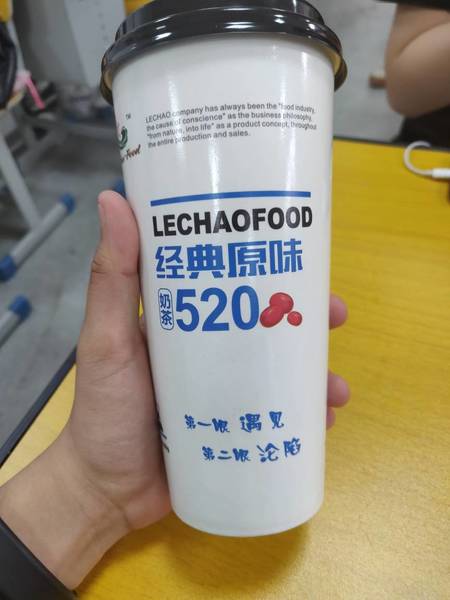 LECHAO company has always been the "food industry,
the cause of conscience" as the business philosophy,
"from nature, into life" as a product concept, throughout
the entire production and sales.
TM
Food
LECHAOFOOD
经典原味
奶茶 520
第一眼 遇见
第二眼 沦陷